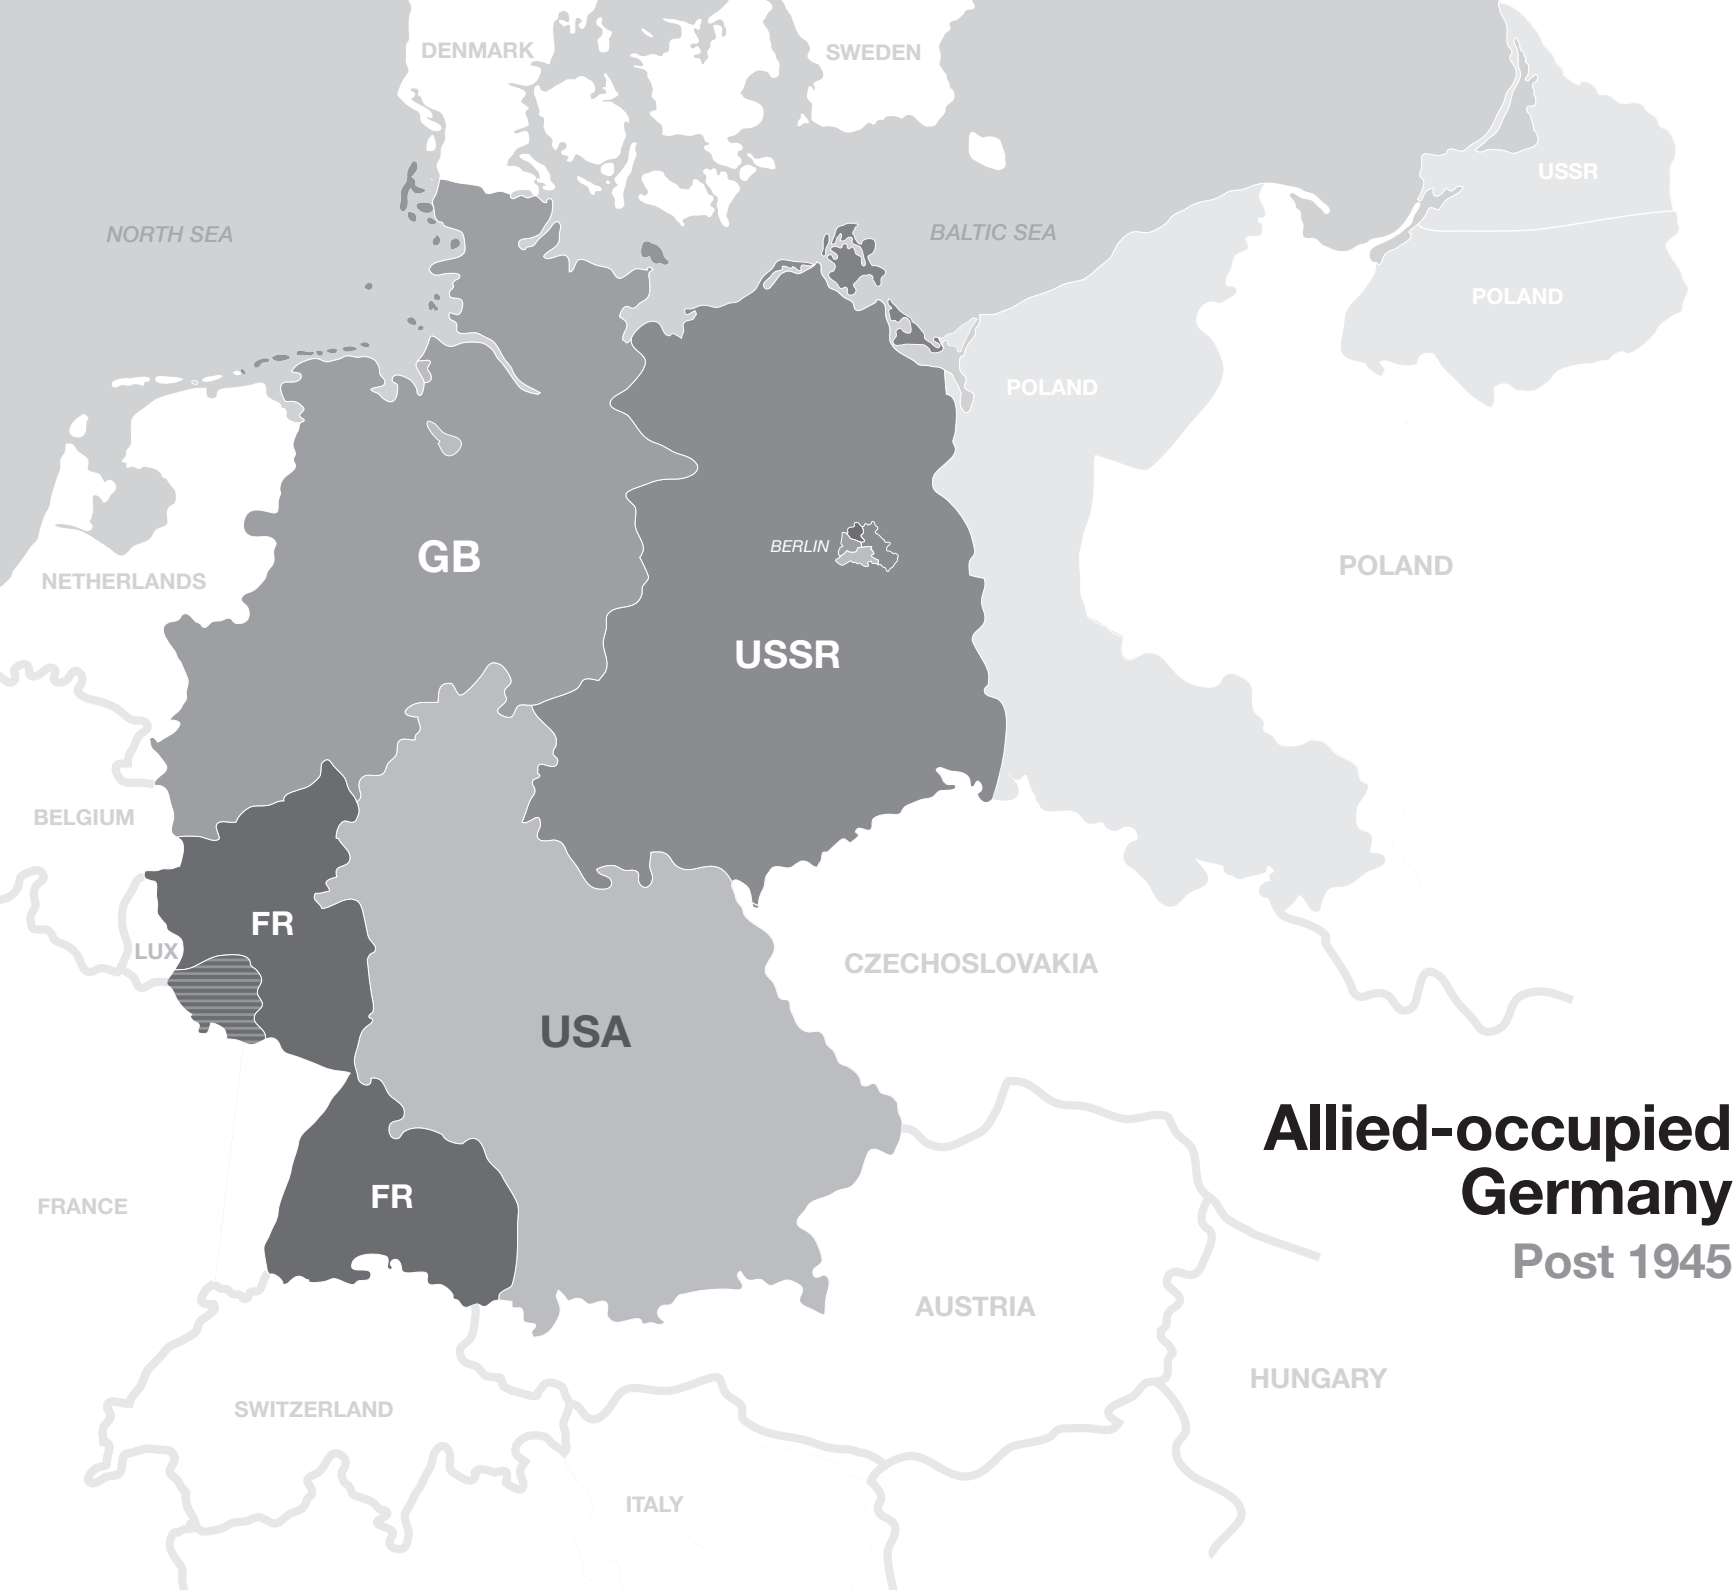 DENMARK
SWEDEN
USSR
NORTH SEA
BALTIC SEA
POLAND
POLAND
BERLIN
GB
POLAND
NETHERLANDS
USSR
BELGIUM
FR
LUX
CZECHOSLOVAKIA
USA
Allied-occupied
Germany
Post 1945
FR
FRANCE
AUSTRIA
HUNGARY
SWITZERLAND
ITALY